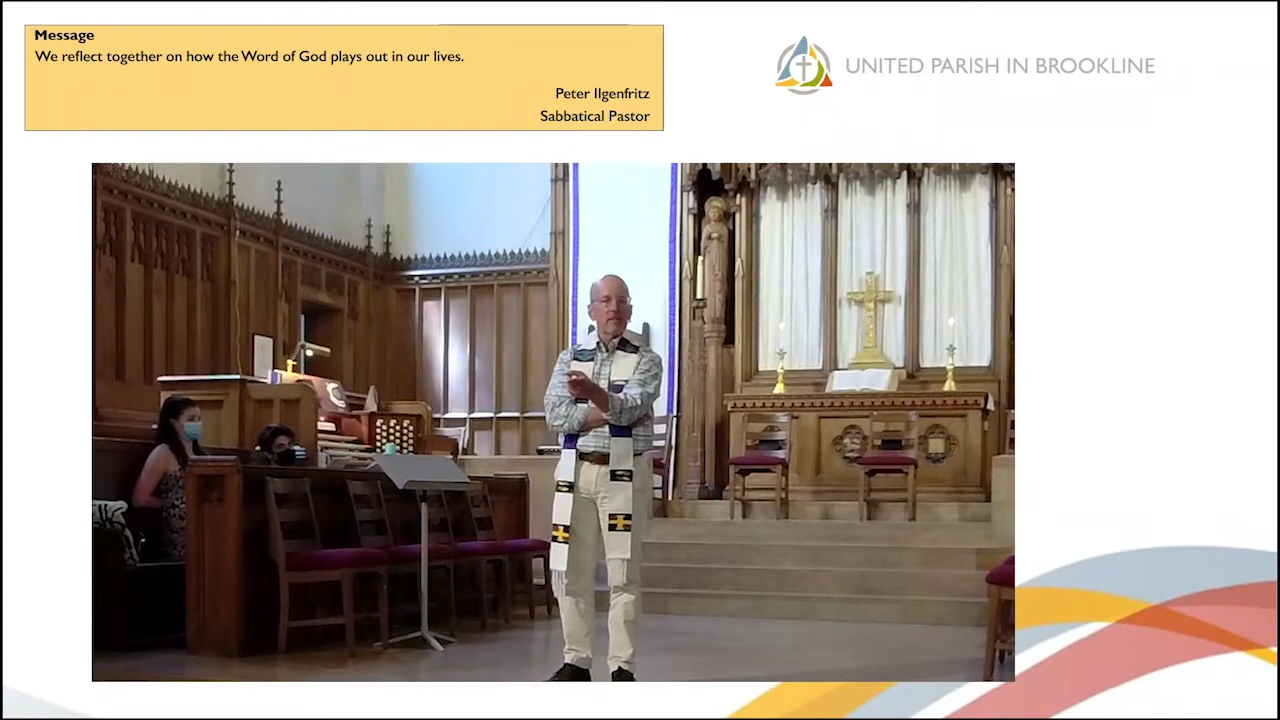 Message
We reflect together on how the Word of God plays out in our lives.
Peter Ilgenfritz
Sabbatical Pastor
UNITED PARISH IN BROOKLINE